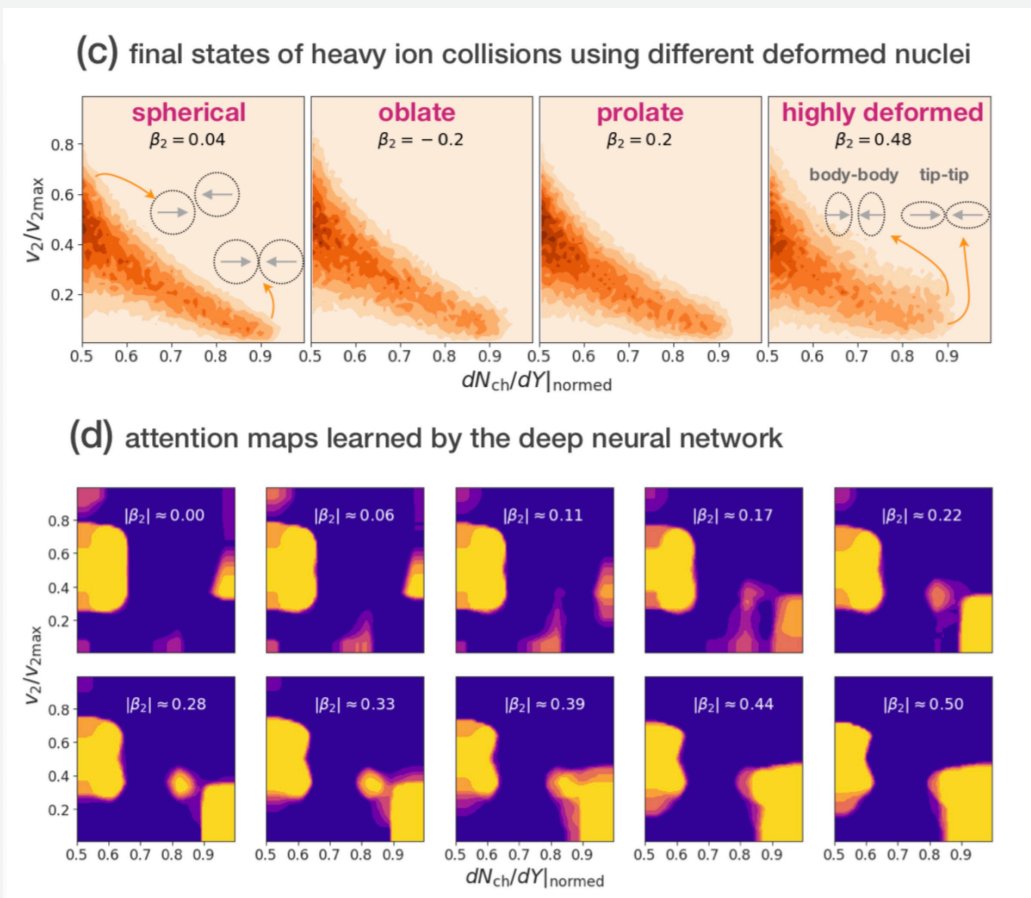 (c) final states of heavy ion collisions using different deformed nuclei
spherical oblate prolate highly deformed
β₂ = 0.04 β₂ = −0.2 β₂ = 0.2 β₂ = 0.48
body-body tip-tip
0.8
0.6
0.4
0.2
v₂/v₂max
0.5 0.6 0.7 0.8 0.9 0.5 0.6 0.7 0.8 0.9 0.5 0.6 0.7 0.8 0.9 0.5 0.6 0.7 0.8 0.9
dN_ch/dY|normed
(d) attention maps learned by the deep neural network
|β₂| ≈ 0.00 |β₂| ≈ 0.06 |β₂| ≈ 0.11 |β₂| ≈ 0.17 |β₂| ≈ 0.22
0.8
0.6
0.4
0.2
v₂/v₂max
|β₂| ≈ 0.28 |β₂| ≈ 0.33 |β₂| ≈ 0.39 |β₂| ≈ 0.44 |β₂| ≈ 0.50
0.8
0.6
0.4
0.2
0.5 0.6 0.7 0.8 0.9 0.5 0.6 0.7 0.8 0.9 0.5 0.6 0.7 0.8 0.9 0.5 0.6 0.7 0.8 0.9 0.5 0.6 0.7 0.8 0.9
dN_ch/dY|normed